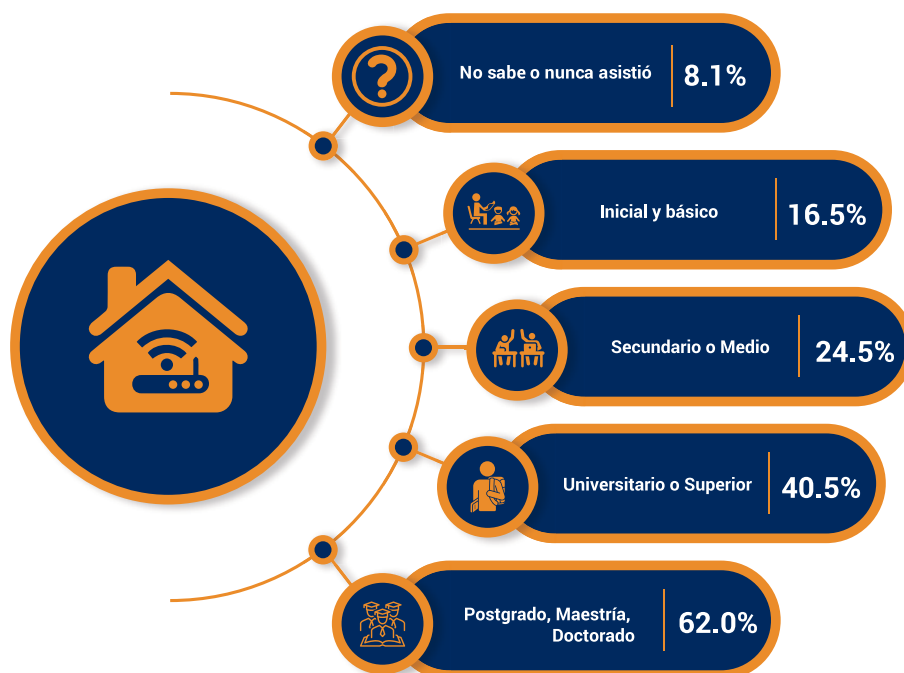 No sabe o nunca asistió
8.1%
Inicial y básico
16.5%
Secundario o Medio
24.5%
Universitario o Superior
40.5%
Postgrado, Maestría,
Doctorado
62.0%